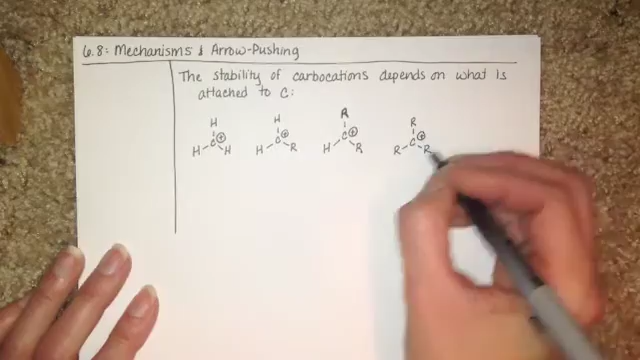 6.8: Mechanisms & Arrow-Pushing
The stability of carbocations depends on what is
attached to C:
H H R R
C⊕ C⊕ C⊕ C⊕
H H H R H R R R